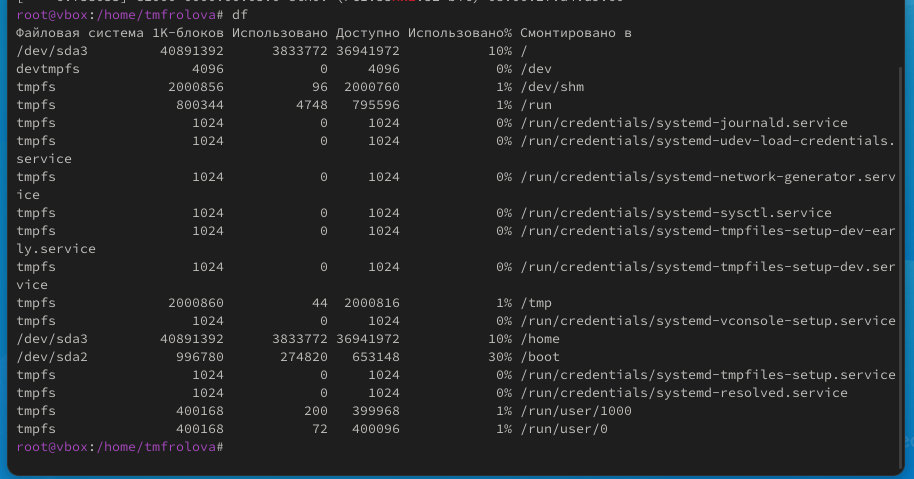 root@vbox:/home/tmfrolova# df
Файловая система 1K-блоков Использовано Доступно Использовано% Смонтировано в
/dev/sda3 40891392 3833772 36941972 10% /
devtmpfs 4096 0 4096 0% /dev
tmpfs 2000856 96 2000760 1% /dev/shm
tmpfs 800344 4748 795596 1% /run
tmpfs 1024 0 1024 0% /run/credentials/systemd-journald.service
tmpfs 1024 0 1024 0% /run/credentials/systemd-udev-load-credentials.
service
tmpfs 1024 0 1024 0% /run/credentials/systemd-network-generator.serv
ice
tmpfs 1024 0 1024 0% /run/credentials/systemd-sysctl.service
tmpfs 1024 0 1024 0% /run/credentials/systemd-tmpfiles-setup-dev-ear
ly.service
tmpfs 1024 0 1024 0% /run/credentials/systemd-tmpfiles-setup-dev.ser
vice
tmpfs 2000860 44 2000816 1% /tmp
tmpfs 1024 0 1024 0% /run/credentials/systemd-vconsole-setup.service
/dev/sda3 40891392 3833772 36941972 10% /home
/dev/sda2 996780 274820 653148 30% /boot
tmpfs 1024 0 1024 0% /run/credentials/systemd-tmpfiles-setup.service
tmpfs 1024 0 1024 0% /run/credentials/systemd-resolved.service
tmpfs 400168 200 399968 1% /run/user/1000
tmpfs 400168 72 400096 1% /run/user/0
root@vbox:/home/tmfrolova#